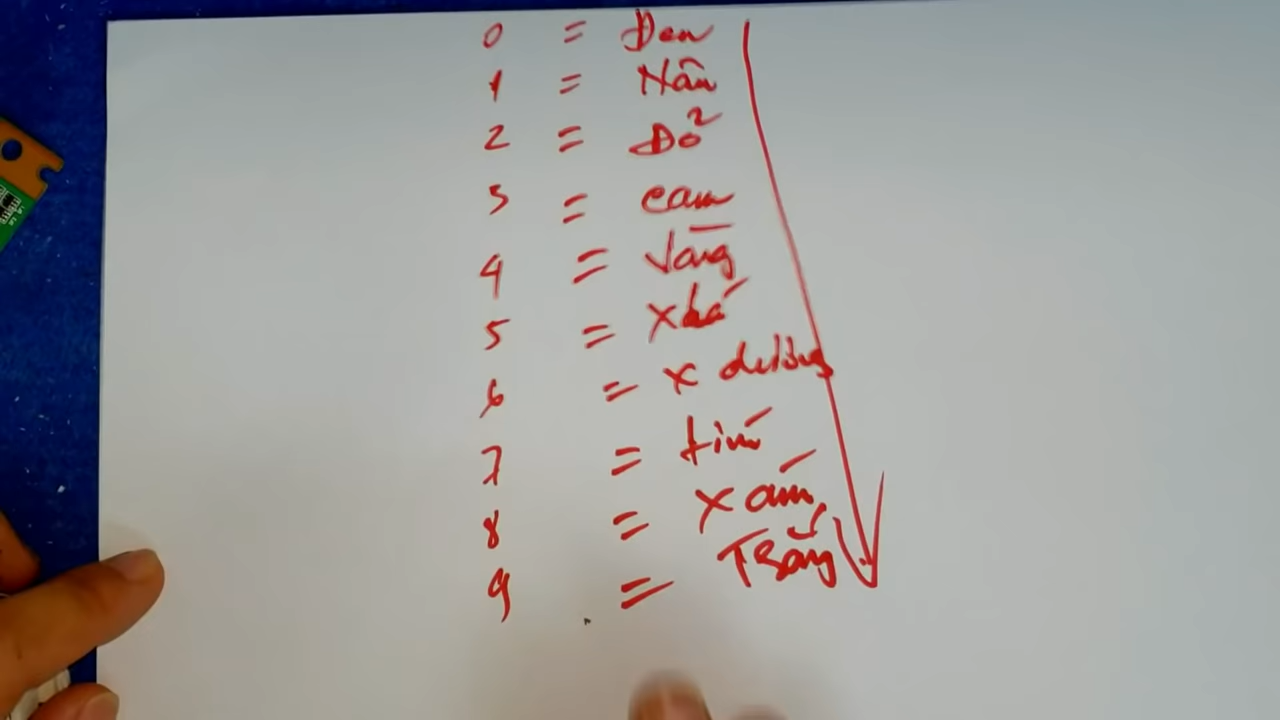 0 = Đen
1 = Nâu
2 = Đỏ
3 = cam
4 = Vàng
5 = X lá
6 = X dương
7 = tím
8 = Xám
9 = Trắng